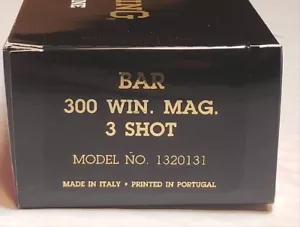 BAR
300 WIN. MAG.
3 SHOT
MODEL NO. 1320131
MADE IN ITALY • PRINTED IN PORTUGAL